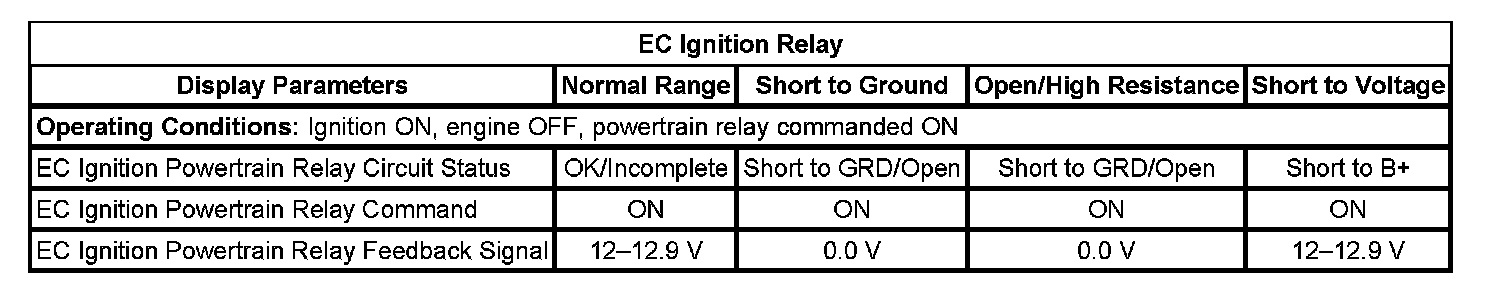 EC Ignition Relay
Display Parameters Normal Range Short to Ground Open/High Resistance Short to Voltage
Operating Conditions: Ignition ON, engine OFF, powertrain relay commanded ON
EC Ignition Powertrain Relay Circuit Status OK/Incomplete Short to GRD/Open Short to GRD/Open Short to B+
EC Ignition Powertrain Relay Command ON ON ON ON
EC Ignition Powertrain Relay Feedback Signal 12–12.9 V 0.0 V 0.0 V 12–12.9 V